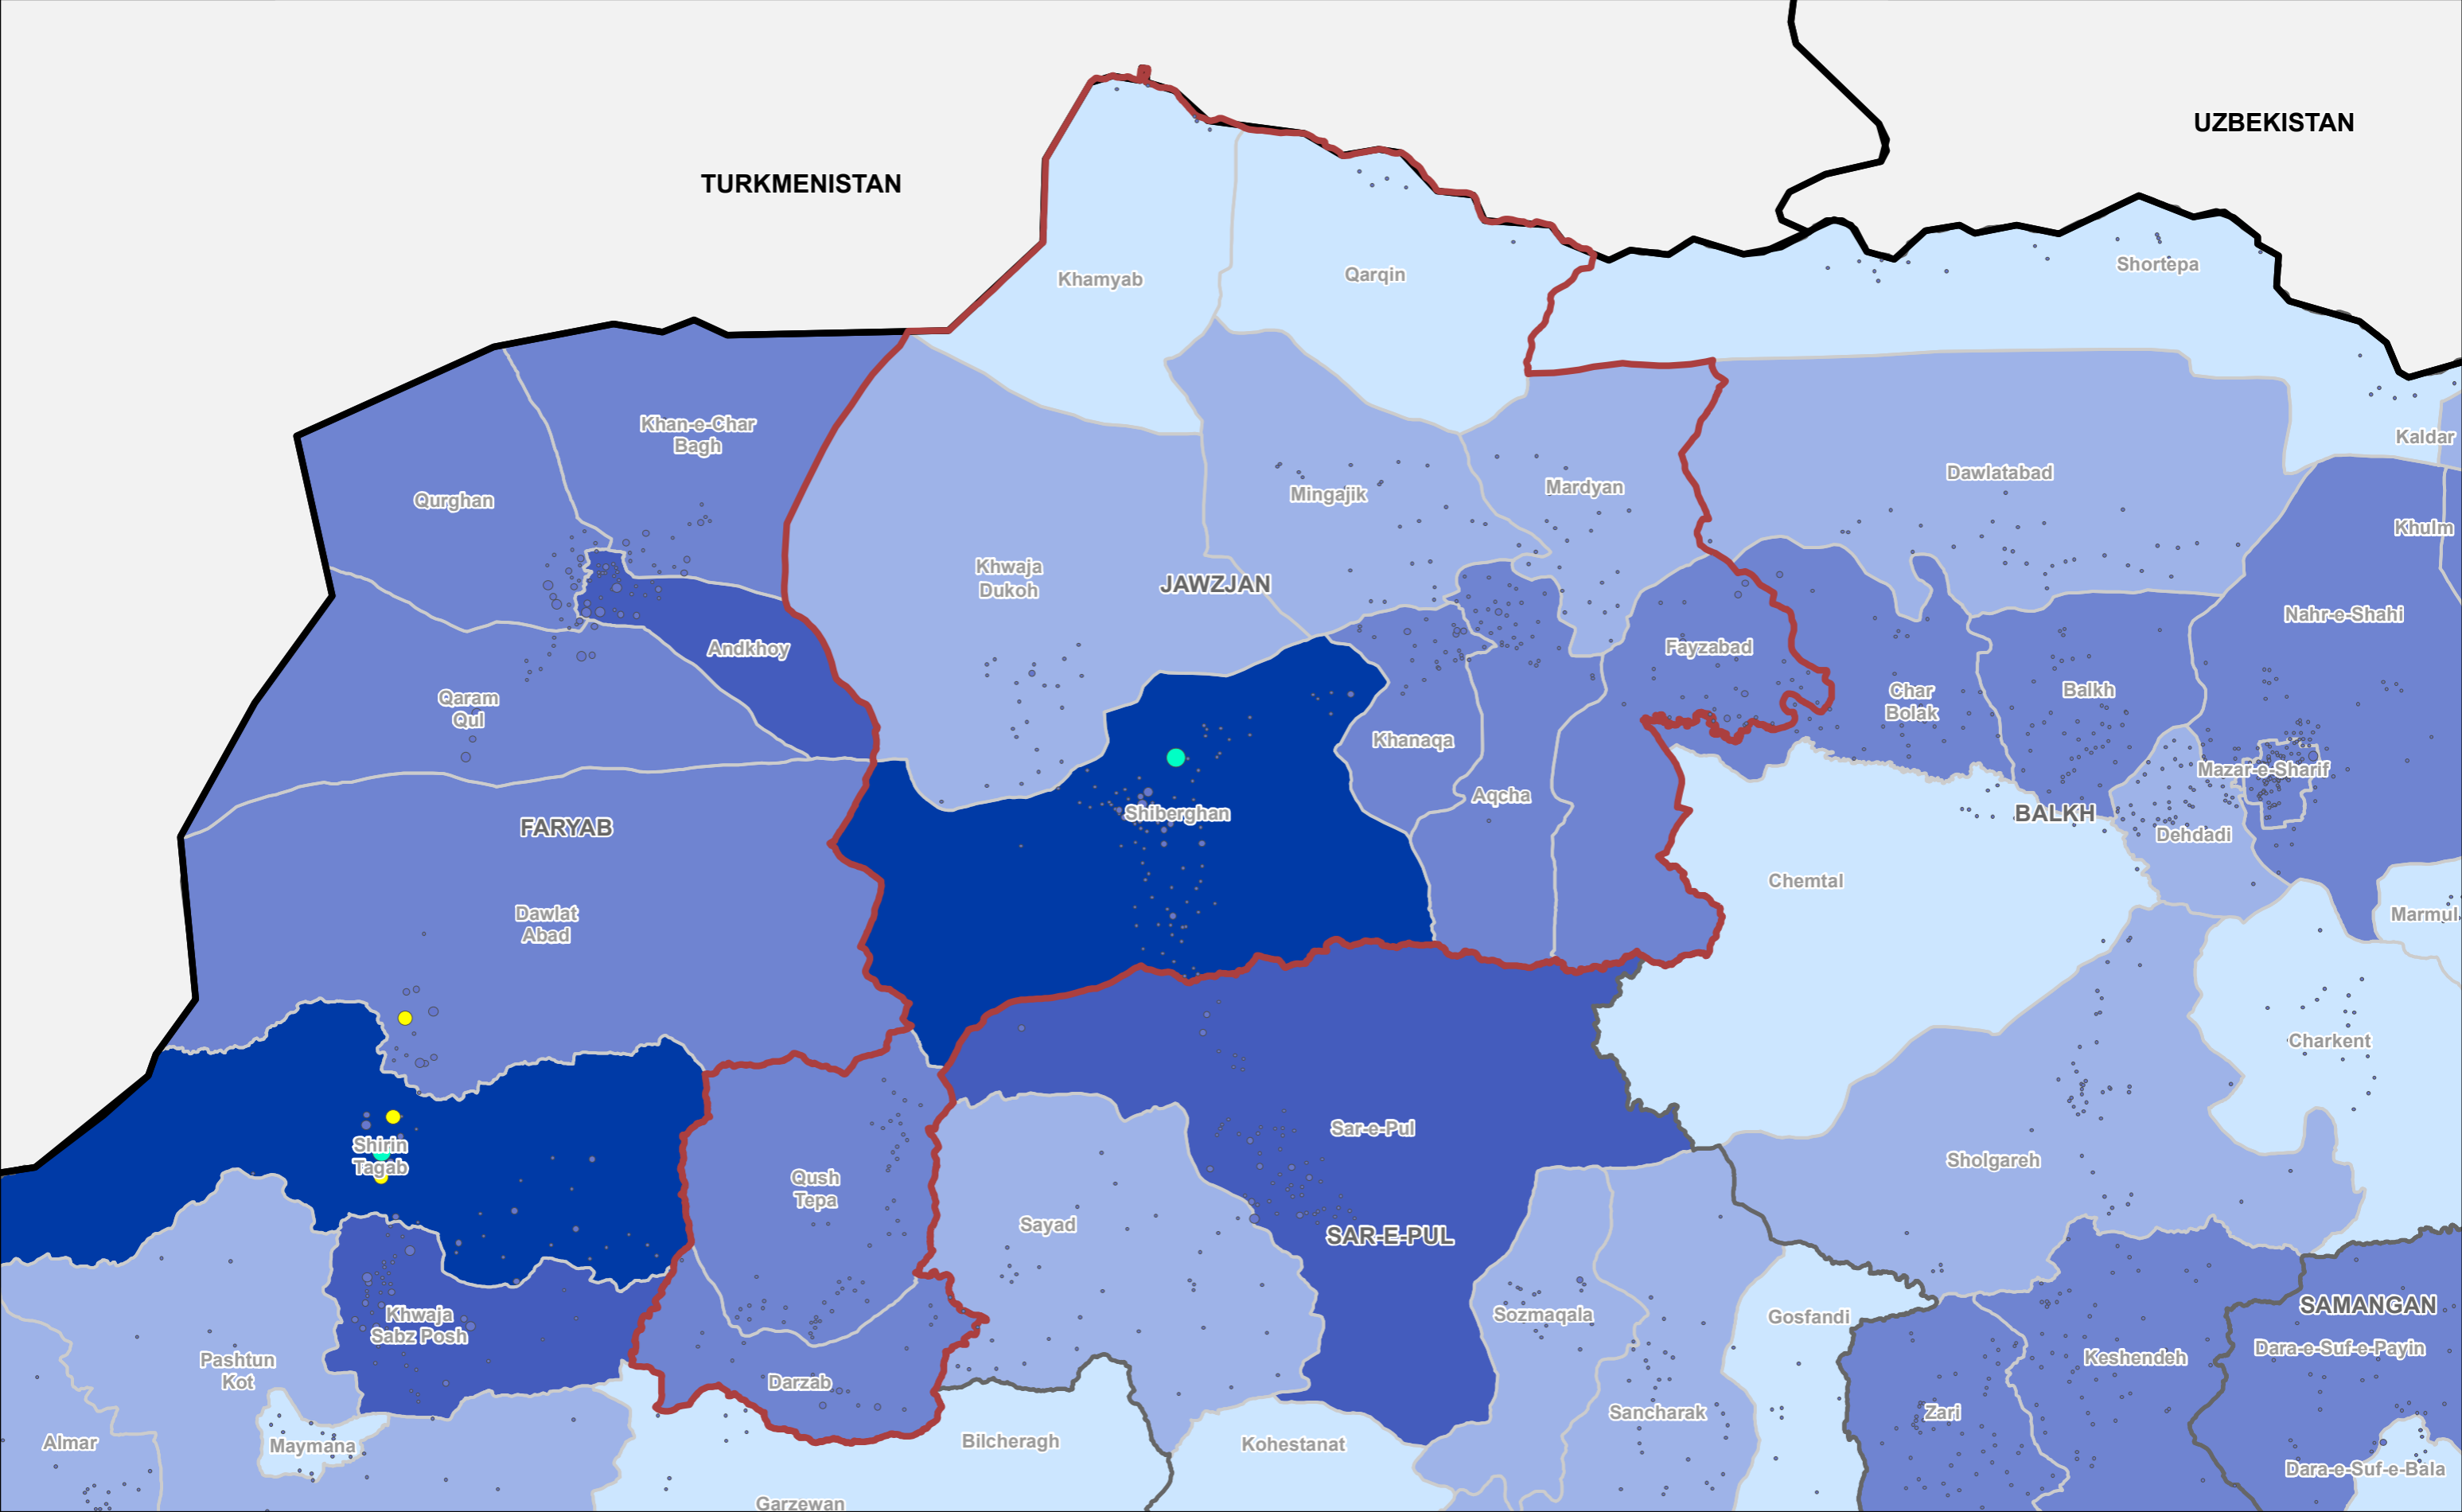 UZBEKISTAN
TURKMENISTAN
Shortepa
Qarqin
Khamyab
Khan-e-Char
Bagh
Kaldar
Dawlatabad
Mardyan
Mingajik
Qurghan
Khulm
Khwaja
Dukoh
JAWZJAN
Nahr-e-Shahi
Fayzabad
Andkhoy
Qaram
Qul
Char
Bolak
Balkh
Khanaqa
Mazar-e-Sharif
Aqcha
Shiberghan
BALKH
FARYAB
Dehdadi
Chemtal
Dawlat
Abad
Marmul
Charkent
Sar-e-Pul
Shirin
Tagab
Sholgareh
Qush
Tepa
Sayad
SAR-E-PUL
SAMANGAN
Khwaja
Sabz Posh
Sozmaqala
Gosfandi
Dara-e-Suf-e-Payin
Keshendeh
Pashtun
Kot
Darzab
Sancharak
Zari
Almar
Maymana
Bilcheragh
Kohestanat
Dara-e-Suf-e-Bala
Garzewan